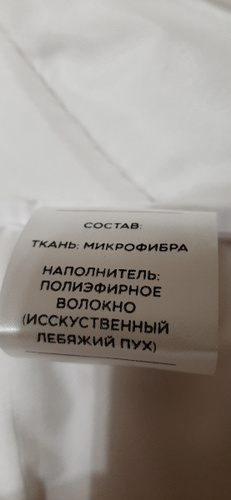 СОСТАВ:
ТКАНЬ: МИКРОФИБРА
НАПОЛНИТЕЛЬ:
ПОЛИЭФИРНОЕ
ВОЛОКНО
(ИССКУСТВЕННЫЙ
ЛЕБЯЖИЙ ПУХ)